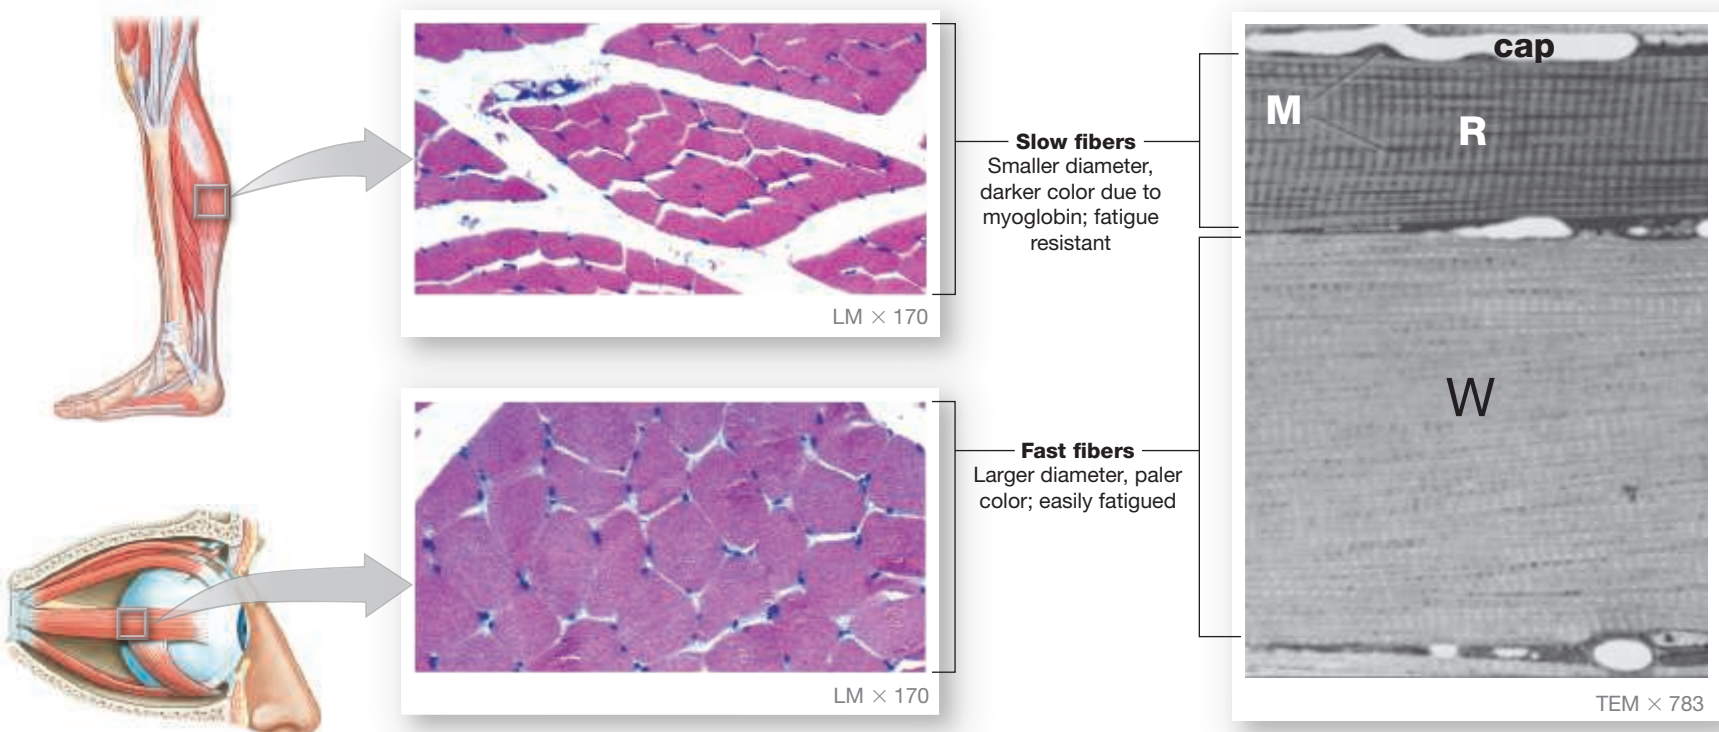 Slow fibers
Smaller diameter,
darker color due to
myoglobin; fatigue
resistant
LM × 170
Fast fibers
Larger diameter, paler
color; easily fatigued
LM × 170
cap
M
R
W
TEM × 783